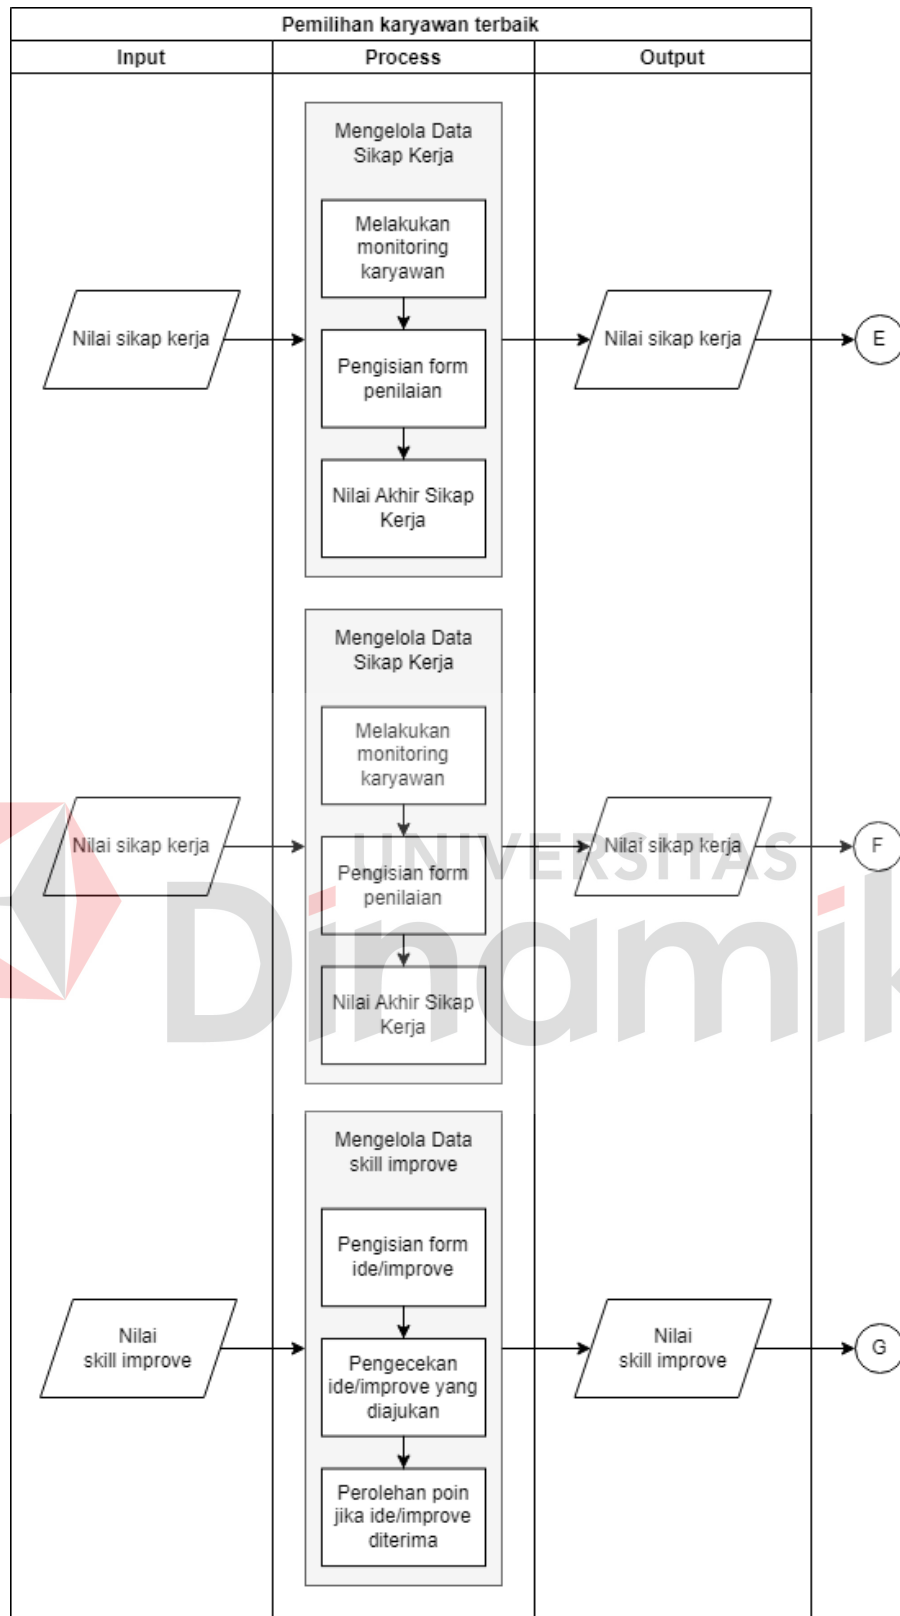 Pemilihan karyawan terbaik
Input
Process
Output
Mengelola Data
Sikap Kerja
Melakukan
monitoring
karyawan
Nilai sikap kerja
Pengisian form
penilaian
Nilai sikap kerja
E
Nilai Akhir Sikap
Kerja
Mengelola Data
Sikap Kerja
Melakukan
monitoring
karyawan
Nilai sikap kerja
Pengisian form
penilaian
Nilai sikap kerja
F
UNIVERSITAS
Dinamik
Nilai Akhir Sikap
Kerja
Mengelola Data
skill improve
Pengisian form
ide/improve
Nilai
skill improve
Pengecekan
ide/improve yang
diajukan
Nilai
skill improve
G
Perolehan poin
jika ide/improve
diterima